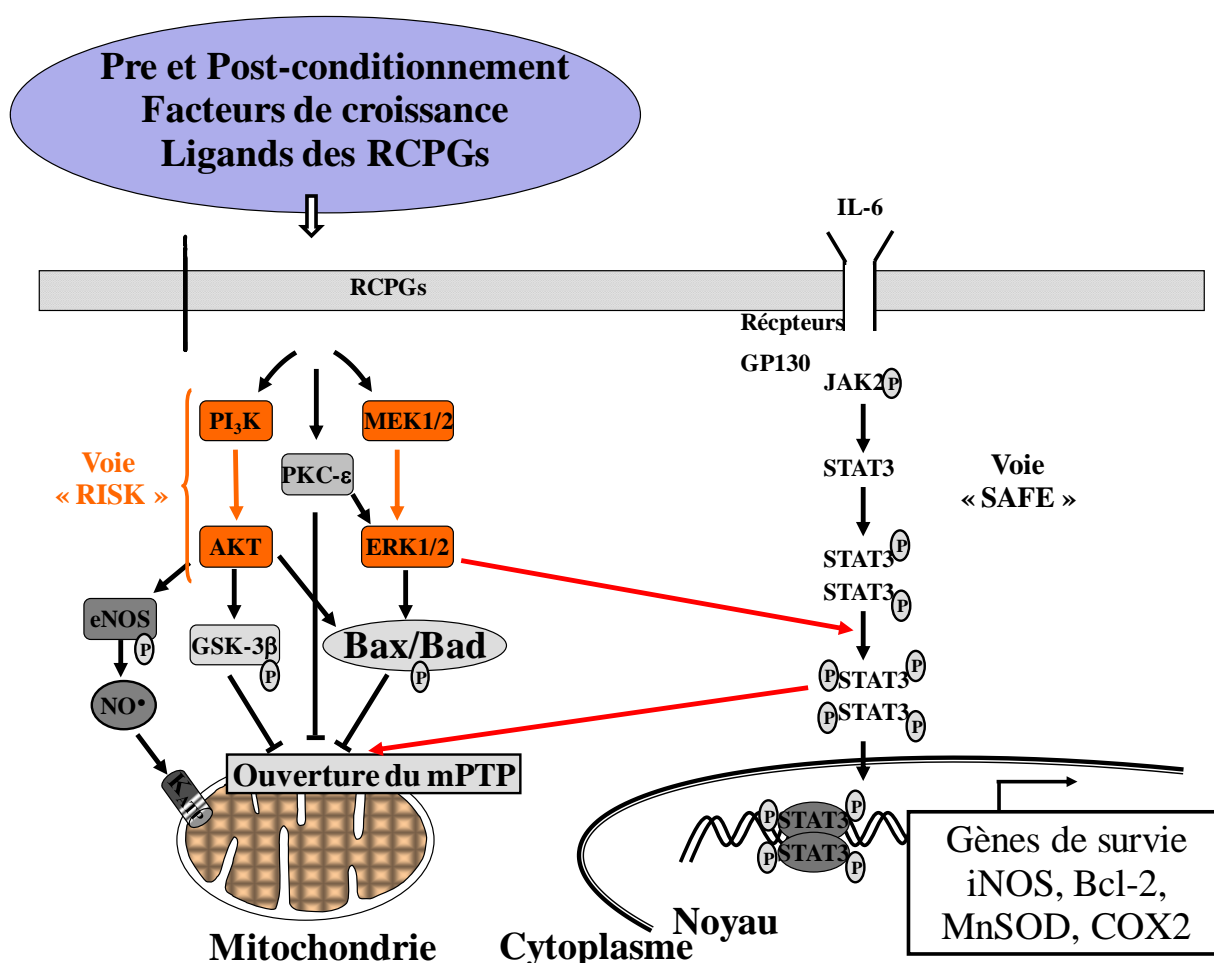 Pre et Post-conditionnement
Facteurs de croissance
Ligands des RCPGs
IL-6
RCPGs
Récpteurs
GP130
JAK2 P
PI₃K
MEK1/2
Voie
« RISK »
PKC-ε
STAT3
Voie
« SAFE »
AKT
ERK1/2
STAT3 P
STAT3 P
eNOS
P
GSK-3β
P
Bax/Bad
P
P STAT3 P
P STAT3 P
NO•
KATP
Ouverture du mPTP
P STAT3 P
P STAT3 P
Gènes de survie
iNOS, Bcl-2,
MnSOD, COX2
Noyau
Mitochondrie
Cytoplasme